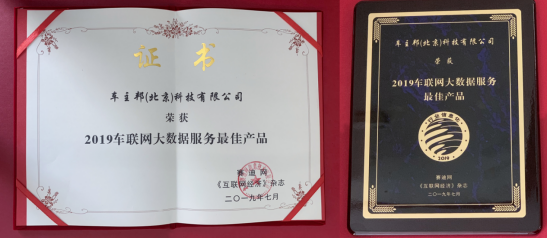 证书
车主邦(北京)科技有限公司
荣获
2019车联网大数据服务最佳产品
赛迪网
《互联网经济》杂志
二〇一九年七月
车主邦(北京)科技有限公司
荣获
2019车联网大数据服务
最佳产品
2019
赛迪网
《互联网经济》杂志
二〇一九年七月